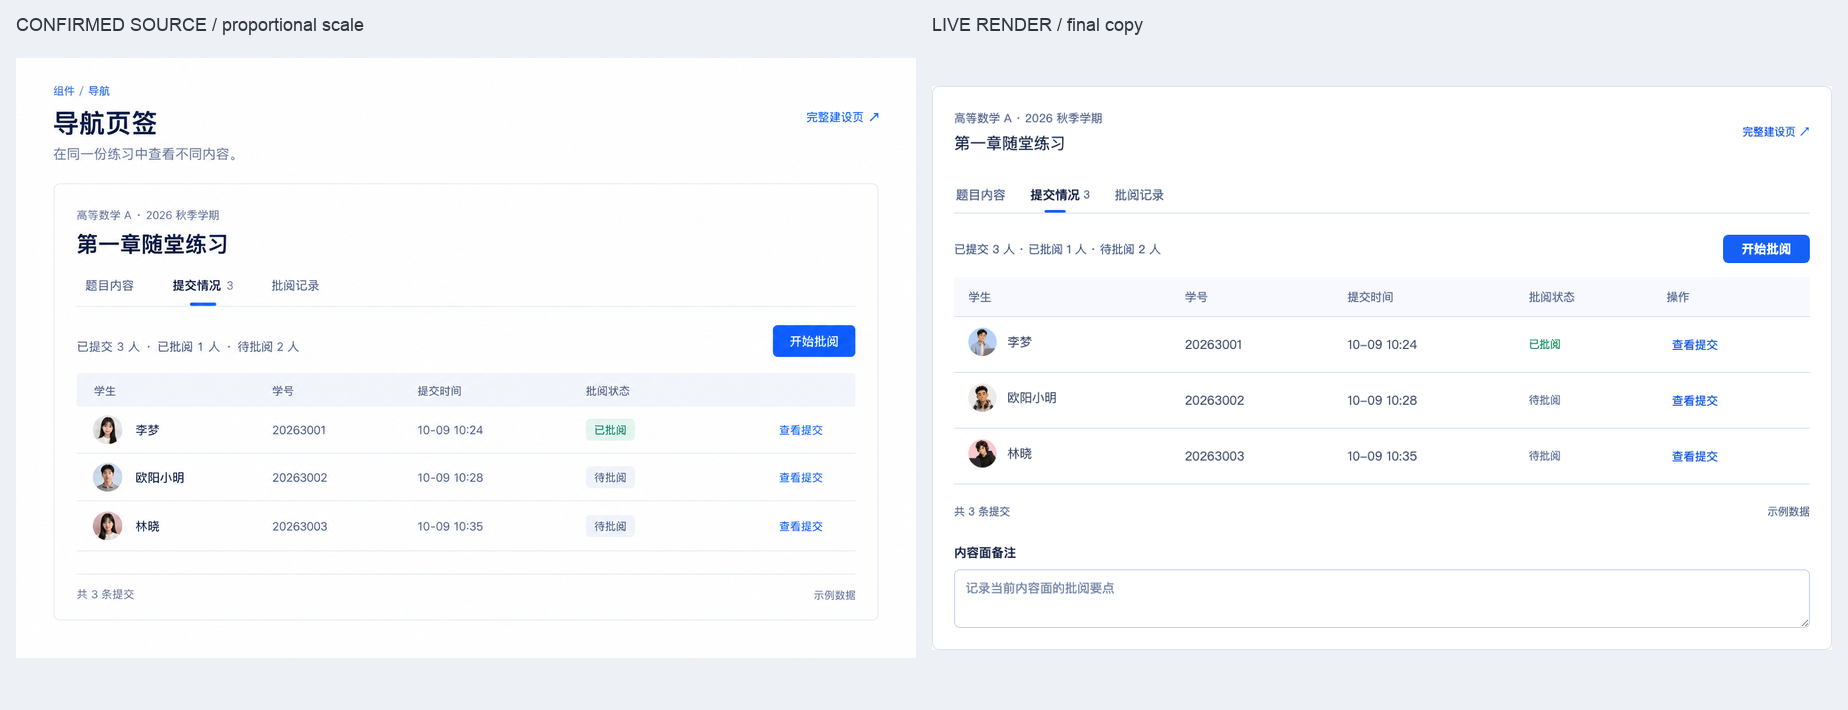 CONFIRMED SOURCE / proportional scale
组件 / 导航
导航页签
完整建设页 ↗
在同一份练习中查看不同内容。
高等数学 A · 2026 秋季学期
第一章随堂练习
题目内容 提交情况 3 批阅记录
已提交 3 人 · 已批阅 1 人 · 待批阅 2 人 开始批阅
学生 学号 提交时间 批阅状态
李梦 20263001 10-09 10:24 已批阅 查看提交
欧阳小明 20263002 10-09 10:28 待批阅 查看提交
林晓 20263003 10-09 10:35 待批阅 查看提交
共 3 条提交 示例数据
LIVE RENDER / final copy
高等数学 A · 2026 秋季学期
第一章随堂练习
完整建设页 ↗
题目内容 提交情况 3 批阅记录
已提交 3 人 · 已批阅 1 人 · 待批阅 2 人 开始批阅
学生 学号 提交时间 批阅状态 操作
李梦 20263001 10–09 10:24 已批阅 查看提交
欧阳小明 20263002 10–09 10:28 待批阅 查看提交
林晓 20263003 10–09 10:35 待批阅 查看提交
共 3 条提交 示例数据
内容面备注
记录当前内容面的批阅要点